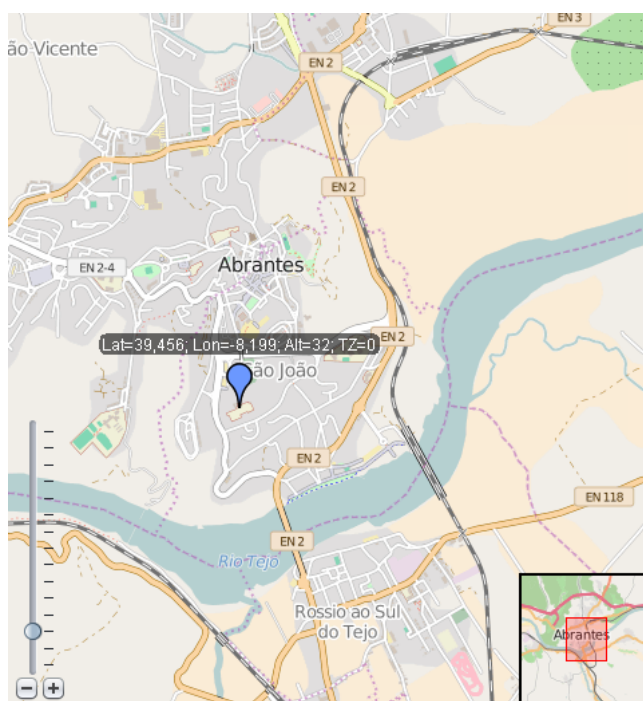 EN 3
ão Vicente
EN 2
EN 2
EN 2-4
Abrantes
Lat=39,456; Lon=-8,199; Alt=32; TZ=0
EN 2
São João
EN 2
EN 118
EN 2
Rio Tejo
Rossio ao Sul
do Tejo
Abrantes